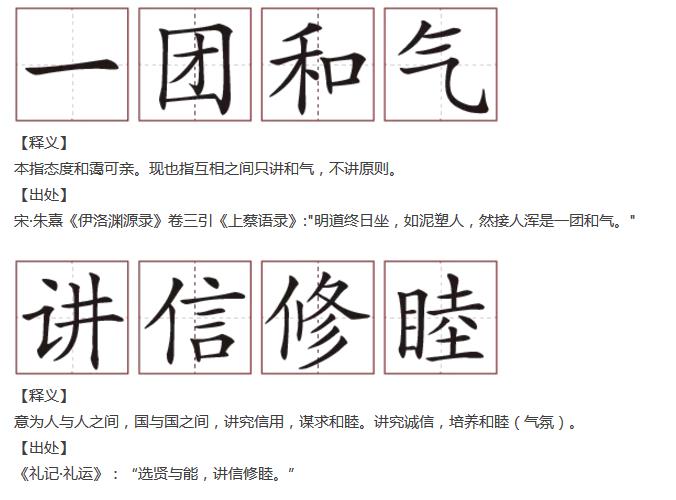 一团和气
【释义】
本指态度和霭可亲。现也指互相之间只讲和气，不讲原则。
【出处】
宋·朱熹《伊洛渊源录》卷三引《上蔡语录》:"明道终日坐，如泥塑人，然接人浑是一团和气。"
讲信修睦
【释义】
意为人与人之间，国与国之间，讲究信用，谋求和睦。讲究诚信，培养和睦（气氛）。
【出处】
《礼记·礼运》：“选贤与能，讲信修睦。”